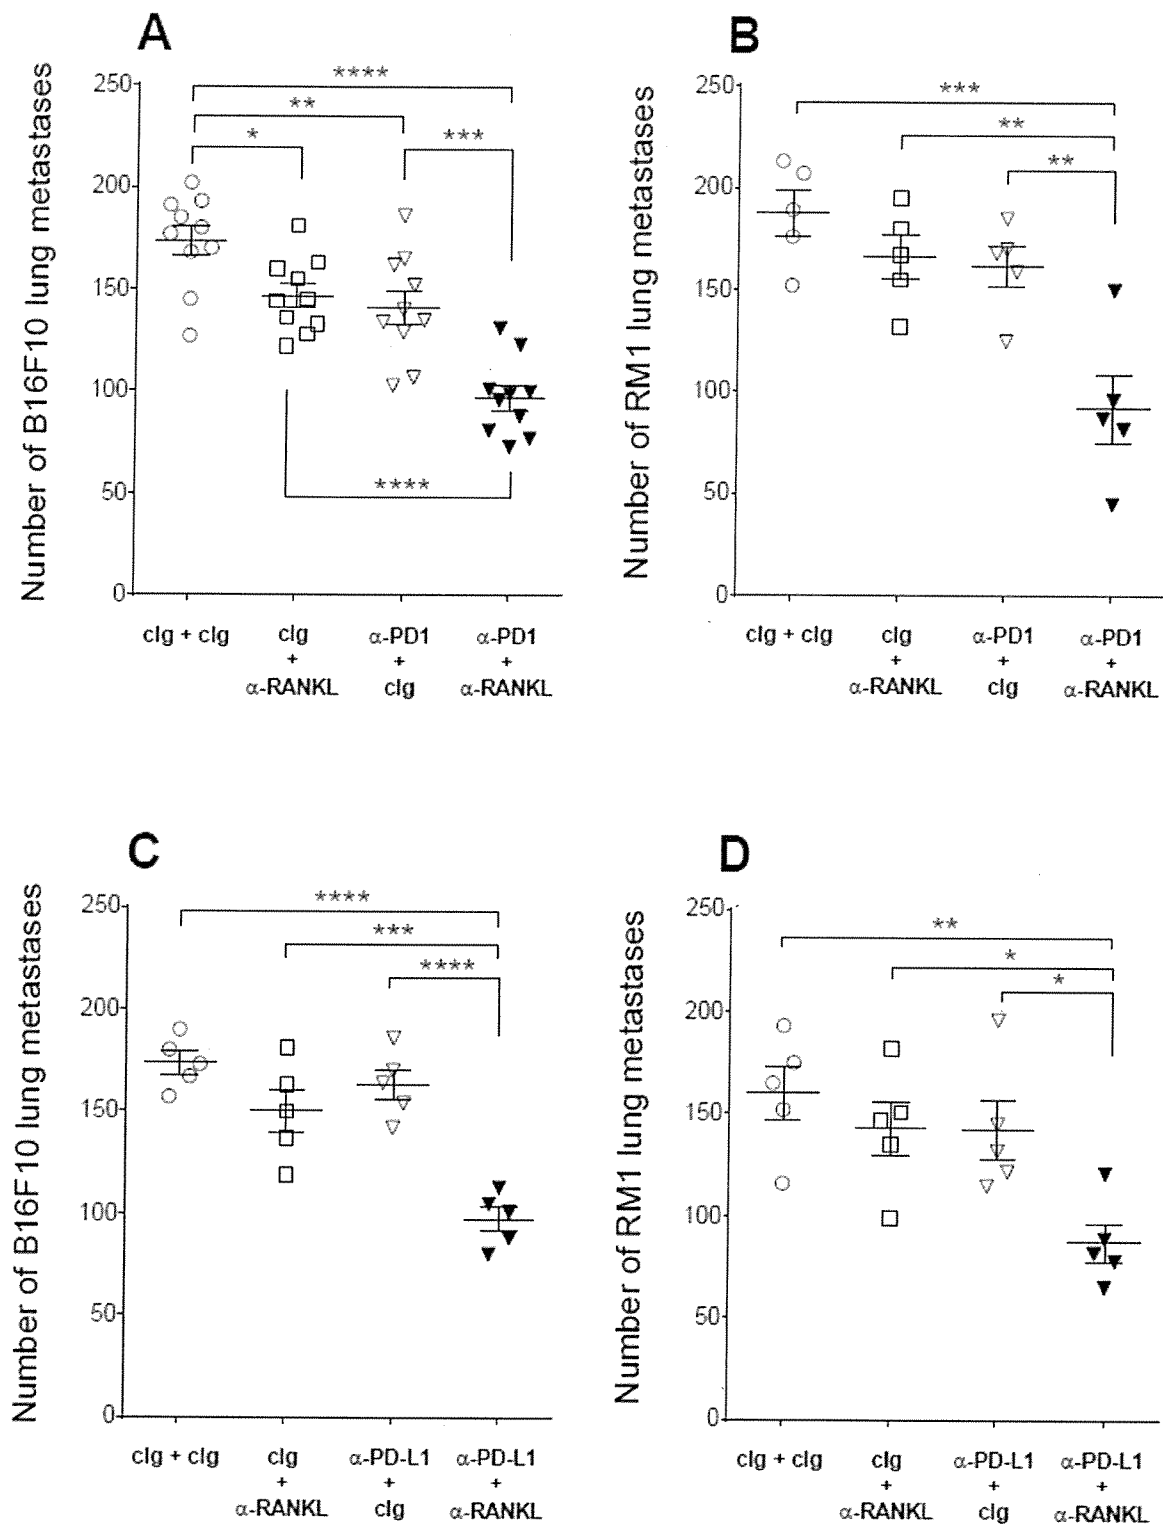 A
Number of B16F10 lung metastases
250
200
150
100
50
0
****
**
*
***
****
cIg + cIg
cIg
+
α-RANKL
α-PD1
+
cIg
α-PD1
+
α-RANKL
B
Number of RM1 lung metastases
250
200
150
100
50
0
***
**
**
cIg + cIg
cIg
+
α-RANKL
α-PD1
+
cIg
α-PD1
+
α-RANKL
C
Number of B16F10 lung metastases
250
200
150
100
50
0
****
***
****
cIg + cIg
cIg
+
α-RANKL
α-PD-L1
+
cIg
α-PD-L1
+
α-RANKL
D
Number of RM1 lung metastases
250
200
150
100
50
0
**
*
*
cIg + cIg
cIg
+
α-RANKL
α-PD-L1
+
cIg
α-PD-L1
+
α-RANKL